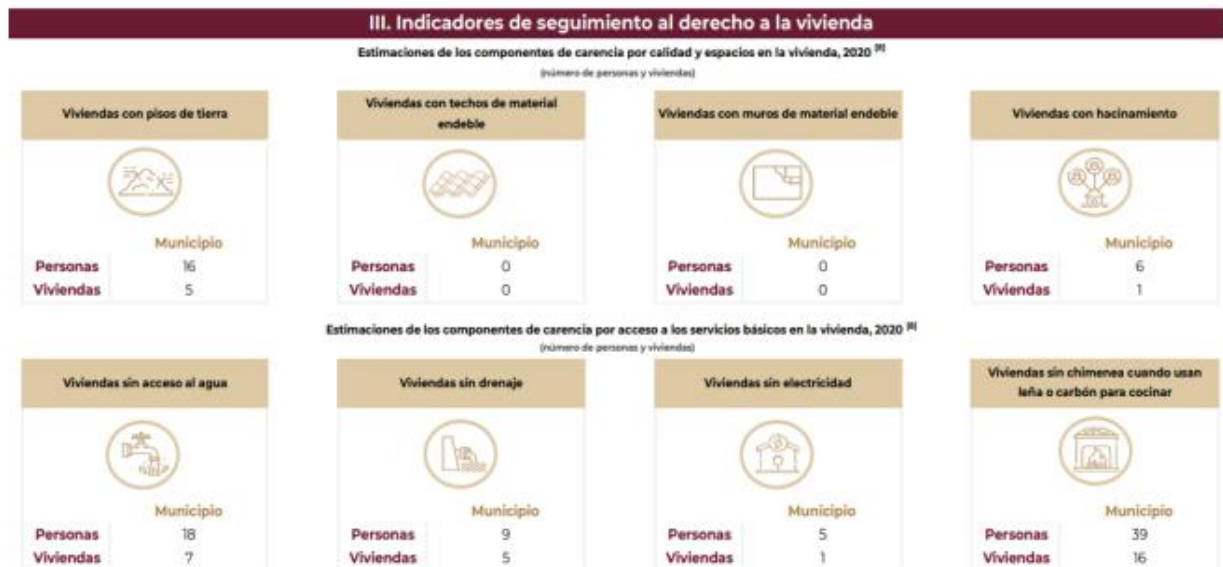 III. Indicadores de seguimiento al derecho a la vivienda
Estimaciones de los componentes de carencia por calidad y espacios en la vivienda, 2020 [8]
(número de personas y viviendas)
Viviendas con pisos de tierra
Municipio
Personas 16
Viviendas 5
Viviendas con techos de material
endeble
Municipio
Personas 0
Viviendas 0
Viviendas con muros de material endeble
Municipio
Personas 0
Viviendas 0
Viviendas con hacinamiento
Municipio
Personas 6
Viviendas 1
Estimaciones de los componentes de carencia por acceso a los servicios básicos en la vivienda, 2020 [8]
(número de personas y viviendas)
Viviendas sin acceso al agua
Municipio
Personas 18
Viviendas 7
Viviendas sin drenaje
Municipio
Personas 9
Viviendas 5
Viviendas sin electricidad
Municipio
Personas 5
Viviendas 1
Viviendas sin chimenea cuando usan
leña o carbón para cocinar
Municipio
Personas 39
Viviendas 16